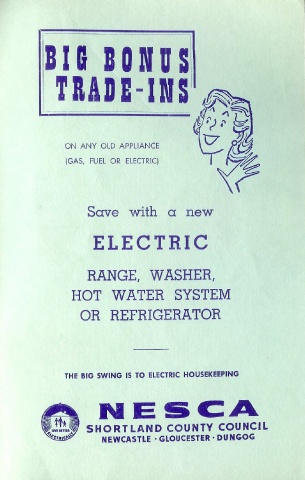 BIG BONUS
TRADE-INS
ON ANY OLD APPLIANCE
(GAS, FUEL OR ELECTRIC)
Save with a new
ELECTRIC
RANGE, WASHER,
HOT WATER SYSTEM
OR REFRIGERATOR
THE BIG SWING IS TO ELECTRIC HOUSEKEEPING
NESCA
SHORTLAND COUNTY COUNCIL
NEWCASTLE · GLOUCESTER · DUNGOG